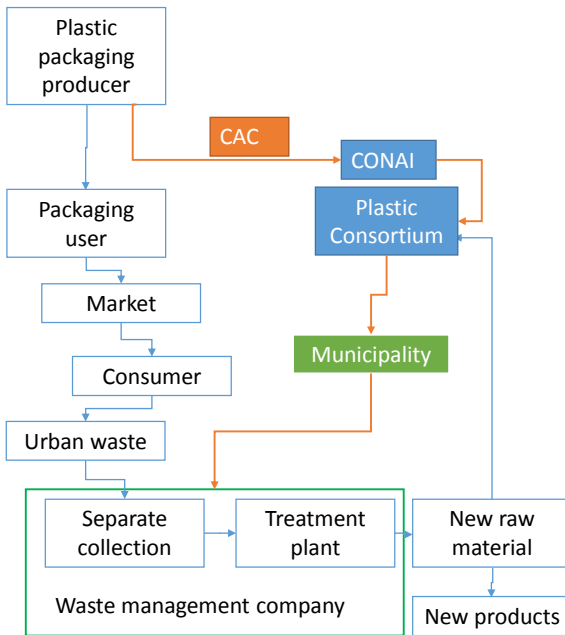 Plastic
packaging
producer
CAC
CONAI
Packaging
user
Plastic
Consortium
Market
Municipality
Consumer
Urban waste
Separate
collection
Treatment
plant
New raw
material
Waste management company
New products